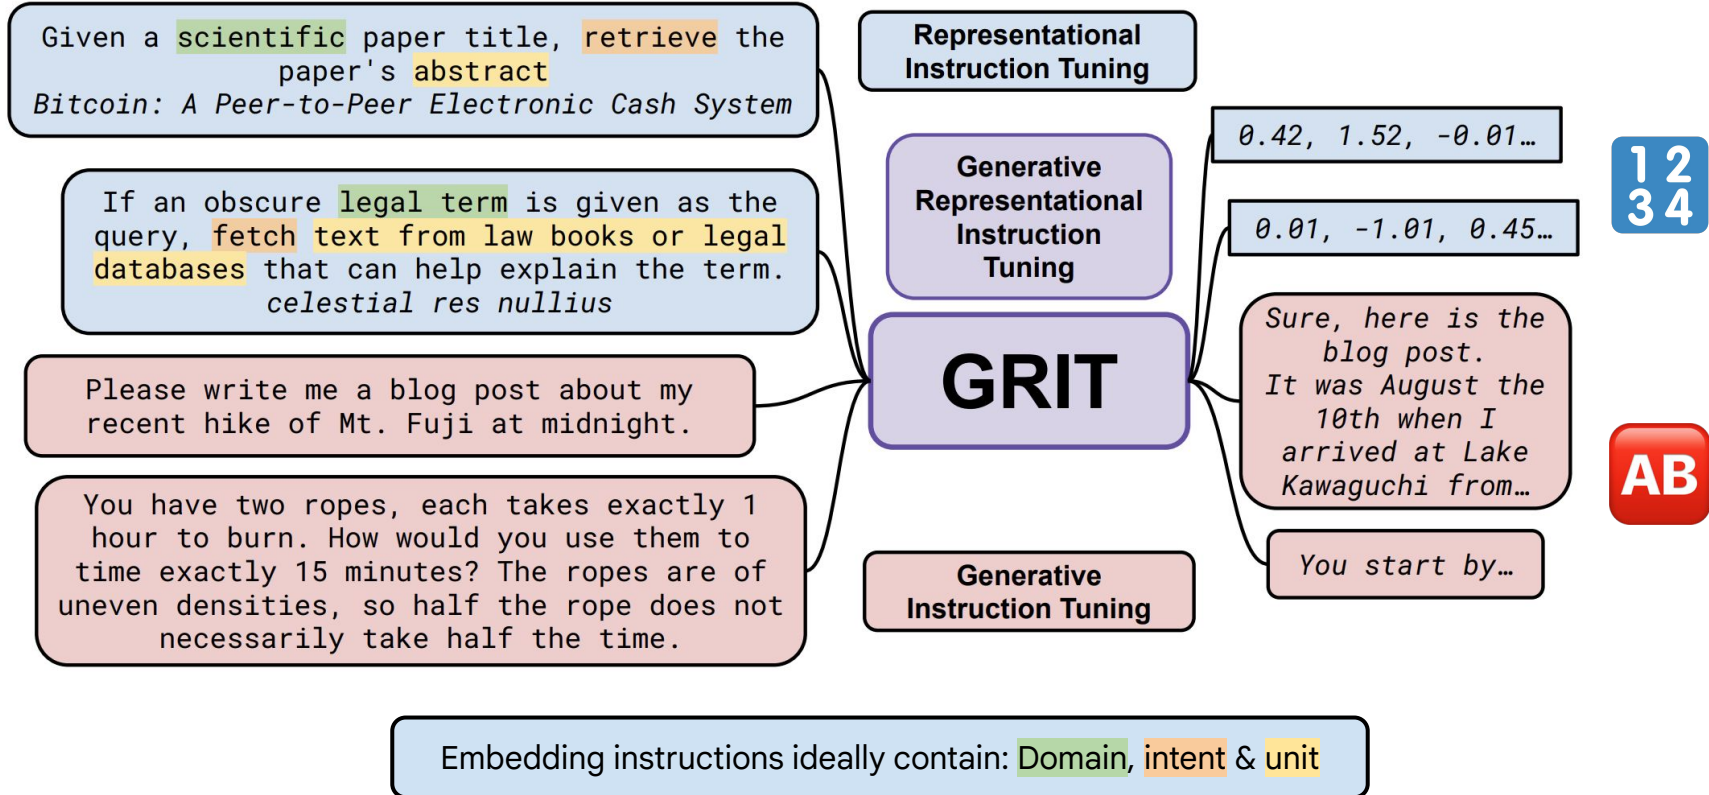 Given a scientific paper title, retrieve the
paper's abstract
Bitcoin: A Peer-to-Peer Electronic Cash System
If an obscure legal term is given as the
query, fetch text from law books or legal
databases that can help explain the term.
celestial res nullius
Please write me a blog post about my
recent hike of Mt. Fuji at midnight.
You have two ropes, each takes exactly 1
hour to burn. How would you use them to
time exactly 15 minutes? The ropes are of
uneven densities, so half the rope does not
necessarily take half the time.
Representational
Instruction Tuning
Generative
Representational
Instruction
Tuning
GRIT
Generative
Instruction Tuning
0.42, 1.52, -0.01…
0.01, -1.01, 0.45…
Sure, here is the
blog post.
It was August the
10th when I
arrived at Lake
Kawaguchi from…
You start by…
1 2
3 4
AB
Embedding instructions ideally contain: Domain, intent & unit